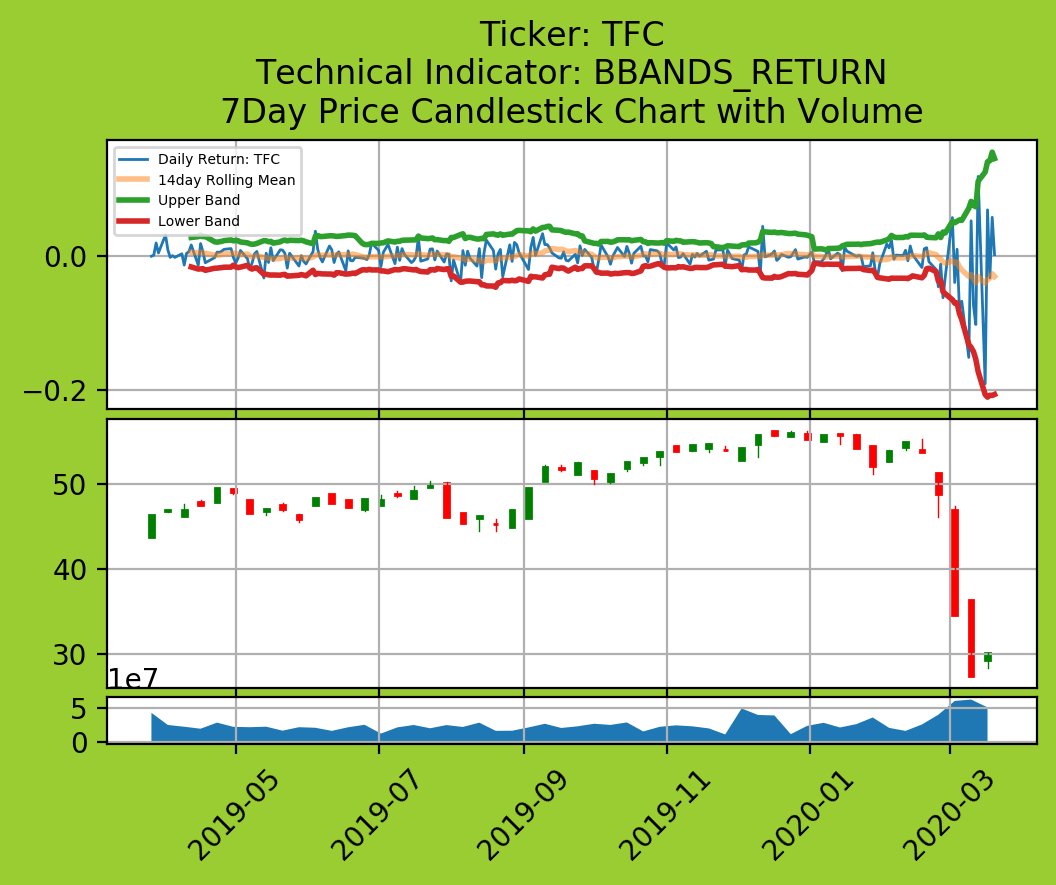 Ticker: TFC
Technical Indicator: BBANDS_RETURN
7Day Price Candlestick Chart with Volume
Daily Return: TFC
14day Rolling Mean
Upper Band
Lower Band
0.0
−0.2
50
40
30
1e7
5
0
2019-05 2019-07 2019-09 2019-11 2020-01 2020-03